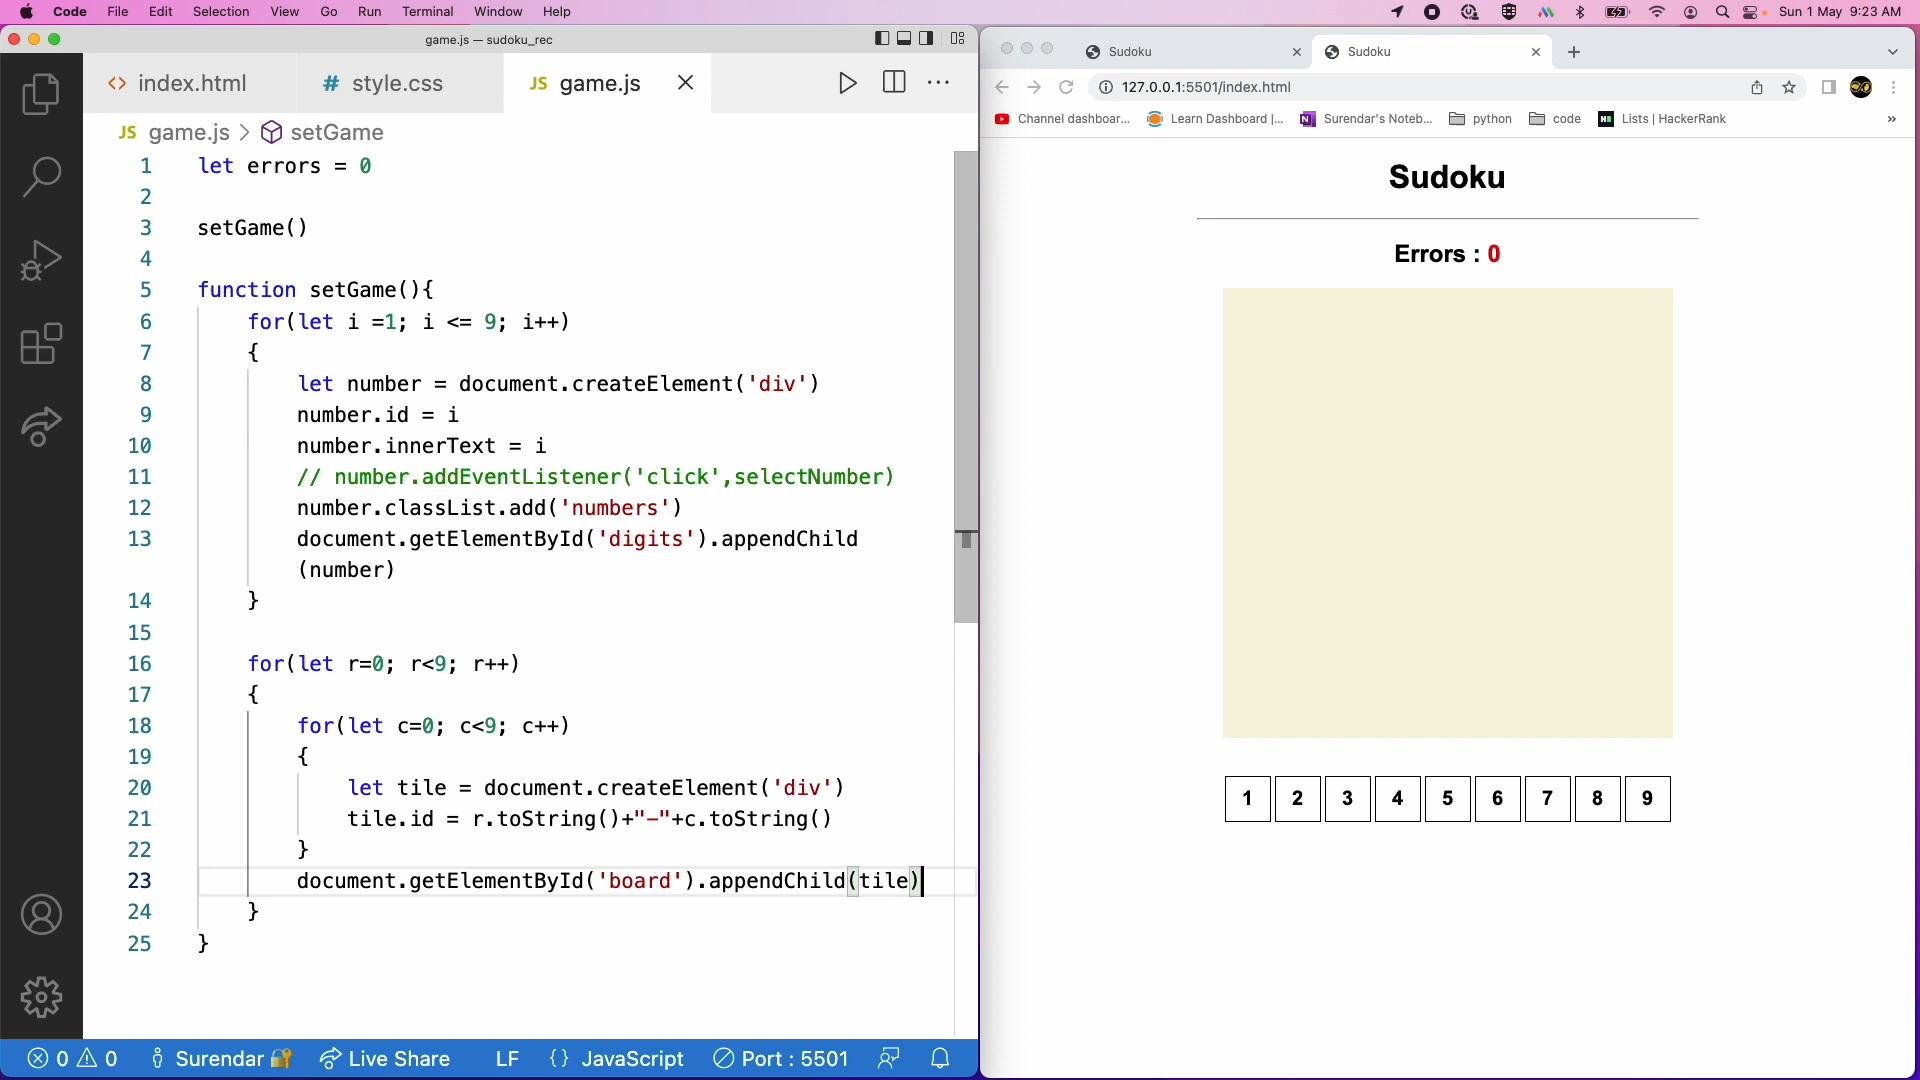 Code File Edit Selection View Go Run Terminal Window Help Sun 1 May 9:23 AM
game.js — sudoku_rec
<> index.html # style.css JS game.js
JS game.js > setGame
1 let errors = 0
2
3 setGame()
4
5 function setGame(){
6 for(let i =1; i <= 9; i++)
7 {
8 let number = document.createElement('div')
9 number.id = i
10 number.innerText = i
11 // number.addEventListener('click',selectNumber)
12 number.classList.add('numbers')
13 document.getElementById('digits').appendChild
(number)
14 }
15
16 for(let r=0; r<9; r++)
17 {
18 for(let c=0; c<9; c++)
19 {
20 let tile = document.createElement('div')
21 tile.id = r.toString()+"-"+c.toString()
22 }
23 document.getElementById('board').appendChild(tile)
24 }
25 }
0 0 Surendar Live Share LF {} JavaScript Port : 5501
Sudoku Sudoku
127.0.0.1:5501/index.html
Channel dashboar... Learn Dashboard |... Surendar's Noteb... python code Lists | HackerRank »
Sudoku
Errors : 0
1 2 3 4 5 6 7 8 9